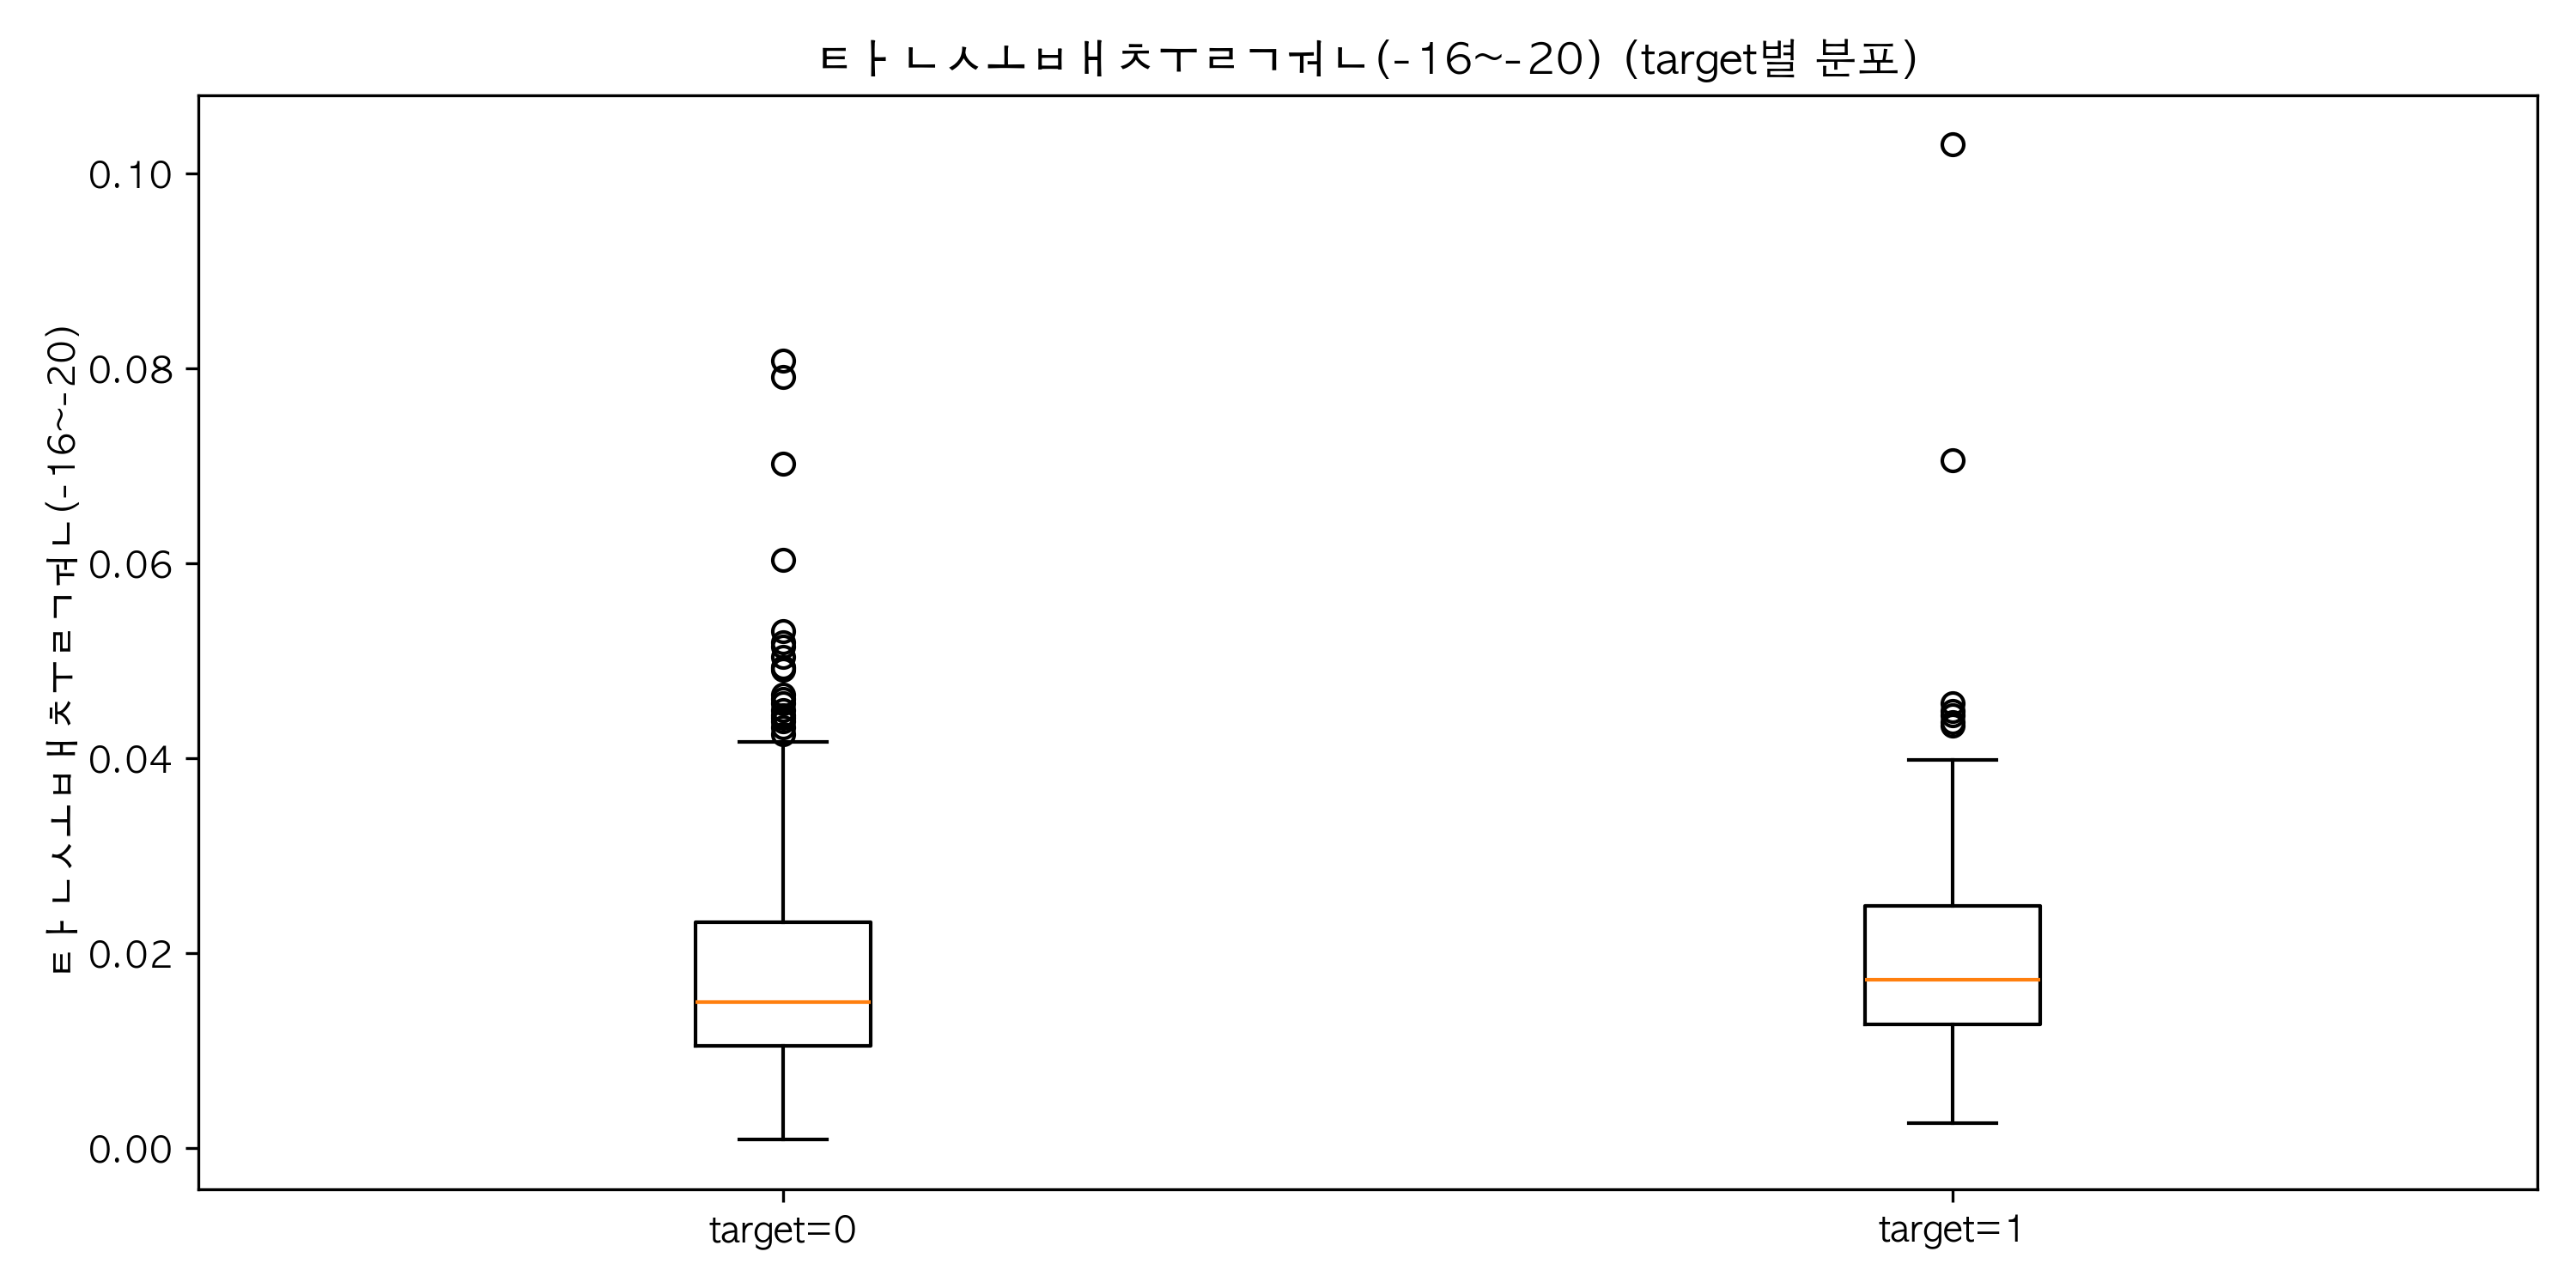 ㅌㅏㄴㅅㅗㅂㅐㅊㅜㄹㄱㅝㄴ(-16~-20) (target별 분포)
ㅌㅏㄴㅅㅗㅂㅐㅊㅜㄹㄱㅝㄴ(-16~-20)
0.10
0.08
0.06
0.04
0.02
0.00
target=0
target=1